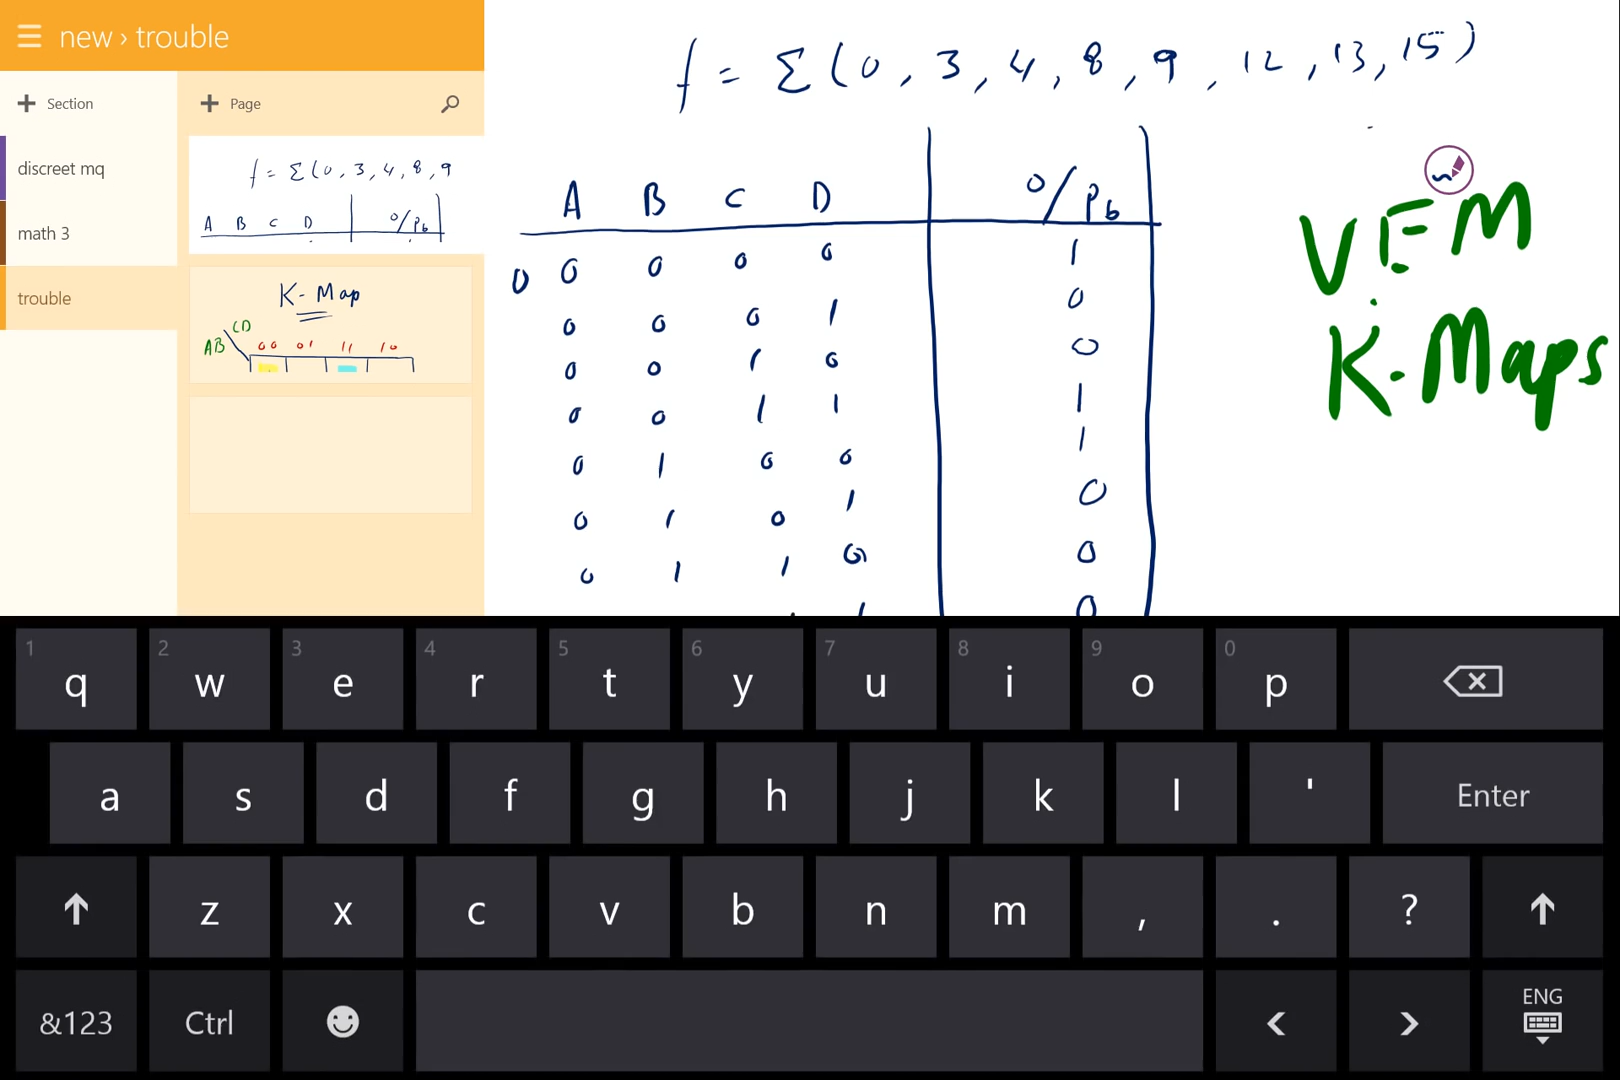 new › trouble
+ Section
+ Page
discreet mq
math 3
trouble
f = Σ(0, 3, 4, 8, 9
A B C D O/Pb
K-Map
CD
AB 00 01 11 10
f = Σ(0, 3, 4, 8, 9, 12, 13, 15)
A B C D O/Pb
0 0 0 0 0 1
0 0 0 1 0
0 0 1 0 0
0 0 1 1 1
0 1 0 0 1
0 1 0 1 0
0 1 1 0 0
1 0
VEM
K-Maps
1 2 3 4 5 6 7 8 9 0
q w e r t y u i o p
a s d f g h j k l ' Enter
z x c v b n m , . ?
&123 Ctrl < > ENG